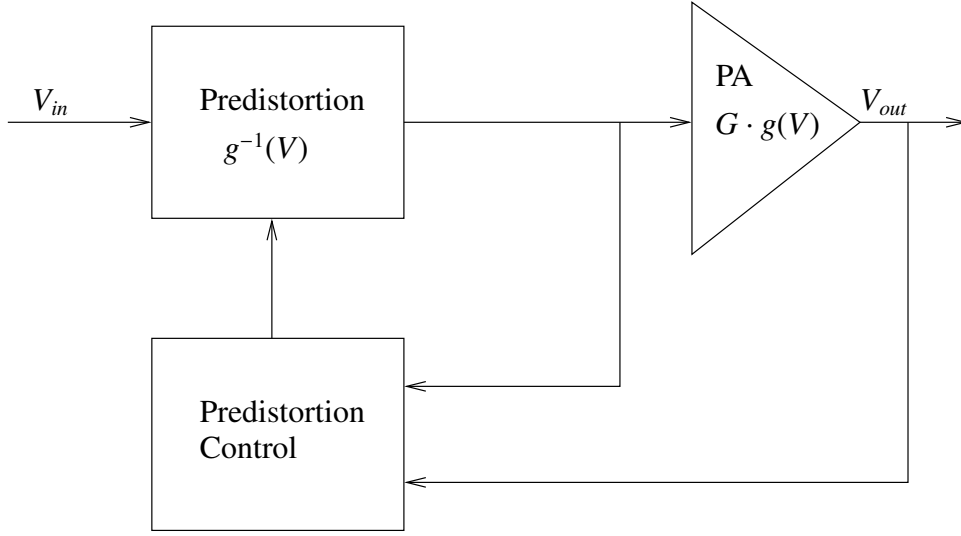 V_in
Predistortion
g⁻¹(V)
PA
G · g(V)
V_out
Predistortion
Control